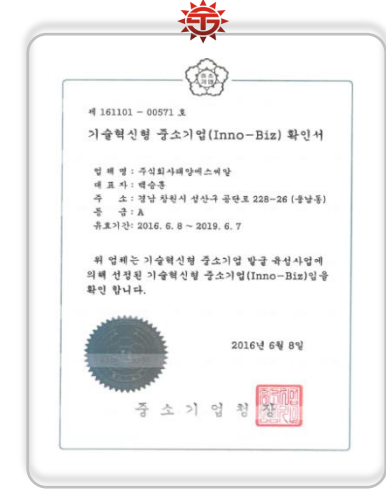 제 161101 - 00571 호
기술혁신형 중소기업(Inno-Biz) 확인서
업 체 명 : 주식회사태양에스씨알
대 표 자 : 백승훈
주 소 : 경남 창원시 성산구 공단로 228-26 (웅남동)
등 급 : A
유효기간: 2016. 6. 8 ~ 2019. 6. 7
위 업체는 기술혁신형 중소기업 발굴 육성사업에
의해 선정된 기술혁신형 중소기업(Inno-Biz)임을
확인 합니다.
2016년 6월 8일
중 소 기 업 청 장